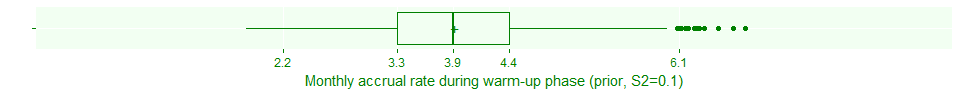 2.2 3.3 3.9 4.4 6.1
Monthly accrual rate during warm-up phase (prior, S2=0.1)